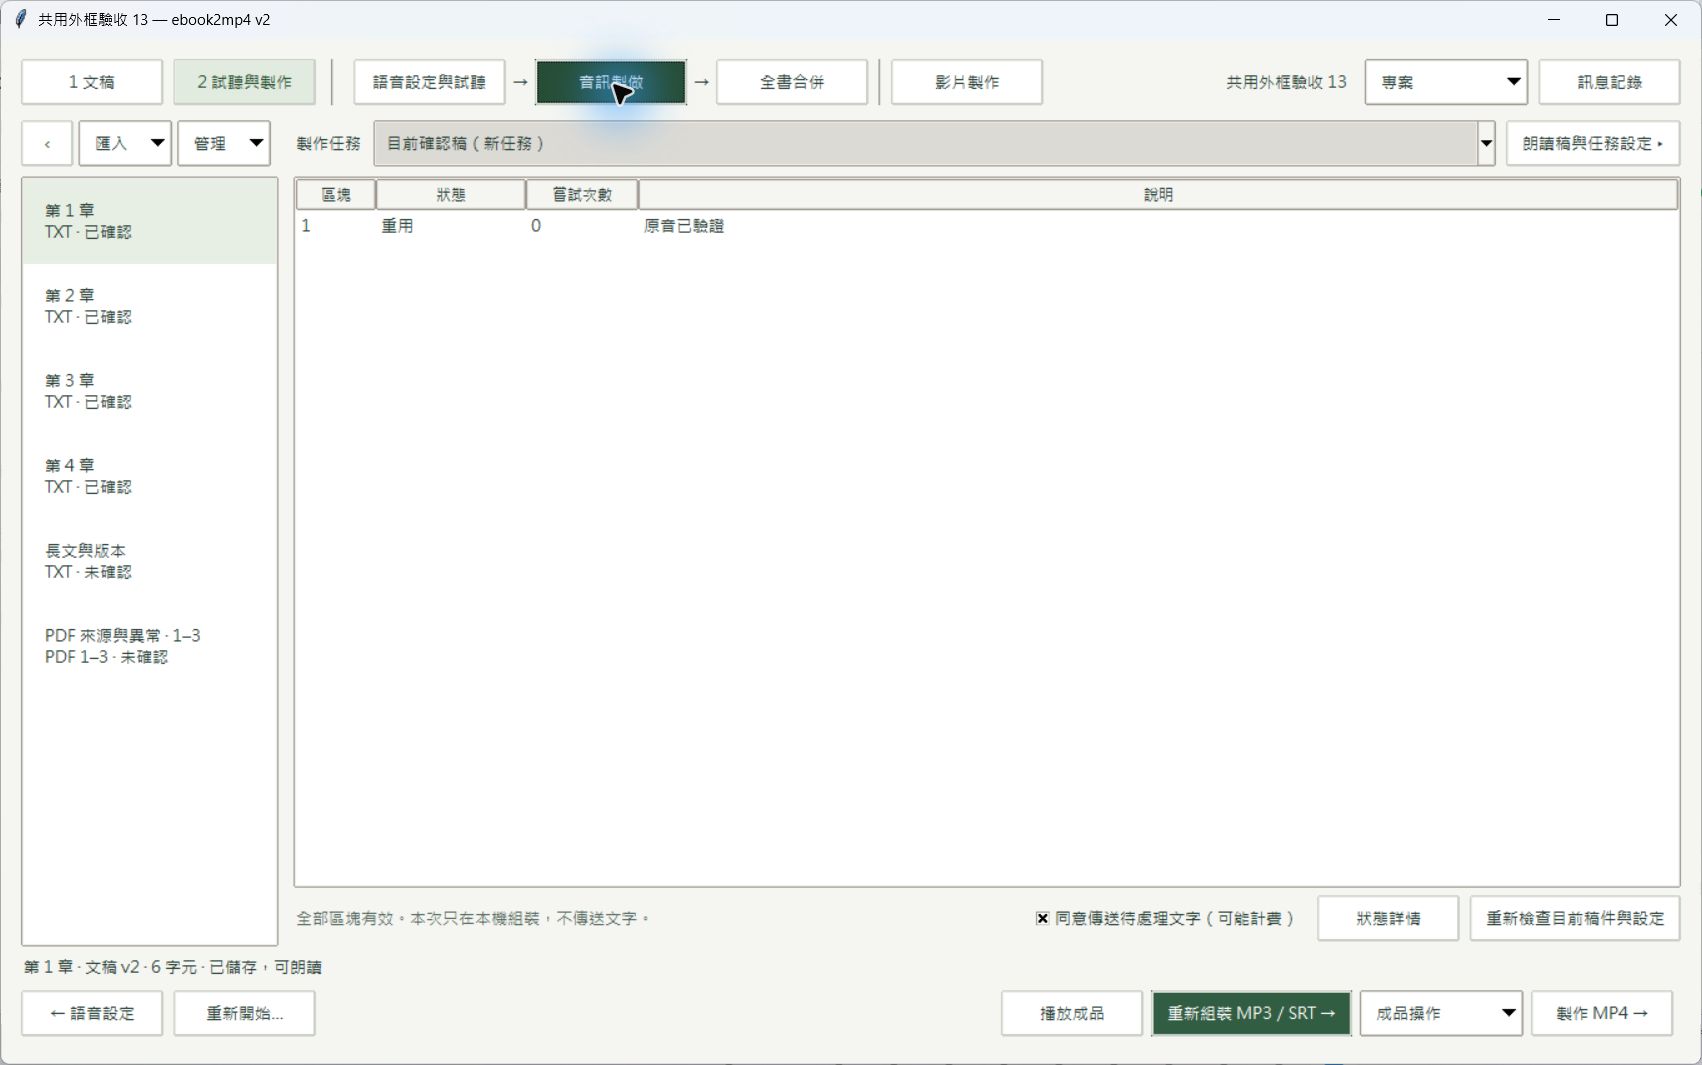 共用外框驗收 13 — ebook2mp4 v2
1 文稿
2 試聽與製作
語音設定與試聽
→
音訊製做
→
全書合併
影片製作
共用外框驗收 13
專案
訊息記錄
‹
匯入
管理
製作任務
目前確認稿（新任務）
朗讀稿與任務設定 ▸
第 1 章
TXT · 已確認
第 2 章
TXT · 已確認
第 3 章
TXT · 已確認
第 4 章
TXT · 已確認
長文與版本
TXT · 未確認
PDF 來源與異常 · 1–3
PDF 1–3 · 未確認
區塊 狀態 嘗試次數 說明
1 重用 0 原音已驗證
全部區塊有效。本次只在本機組裝，不傳送文字。
同意傳送待處理文字（可能計費）
狀態詳情
重新檢查目前稿件與設定
第 1 章 · 文稿 v2 · 6 字元 · 已儲存，可朗讀
← 語音設定
重新開始...
播放成品
重新組裝 MP3 / SRT →
成品操作
製作 MP4 →